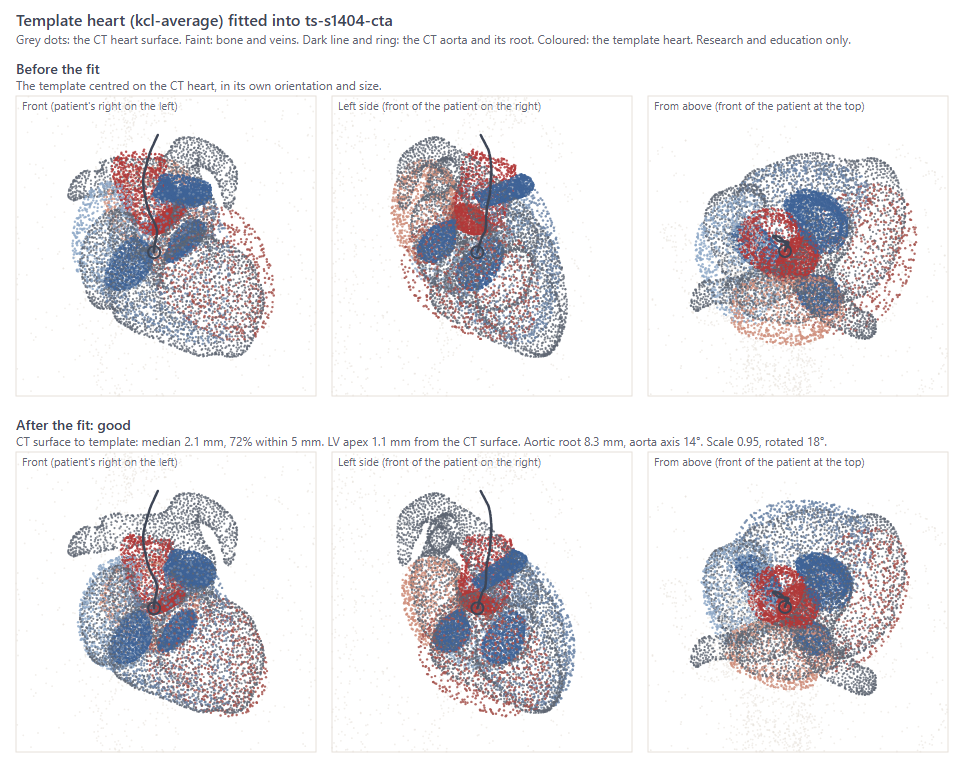 Template heart (kcl-average) fitted into ts-s1404-cta
Grey dots: the CT heart surface. Faint: bone and veins. Dark line and ring: the CT aorta and its root. Coloured: the template heart. Research and education only.
Before the fit
The template centred on the CT heart, in its own orientation and size.
Front (patient's right on the left)
Left side (front of the patient on the right)
From above (front of the patient at the top)
After the fit: good
CT surface to template: median 2.1 mm, 72% within 5 mm. LV apex 1.1 mm from the CT surface. Aortic root 8.3 mm, aorta axis 14°. Scale 0.95, rotated 18°.
Front (patient's right on the left)
Left side (front of the patient on the right)
From above (front of the patient at the top)